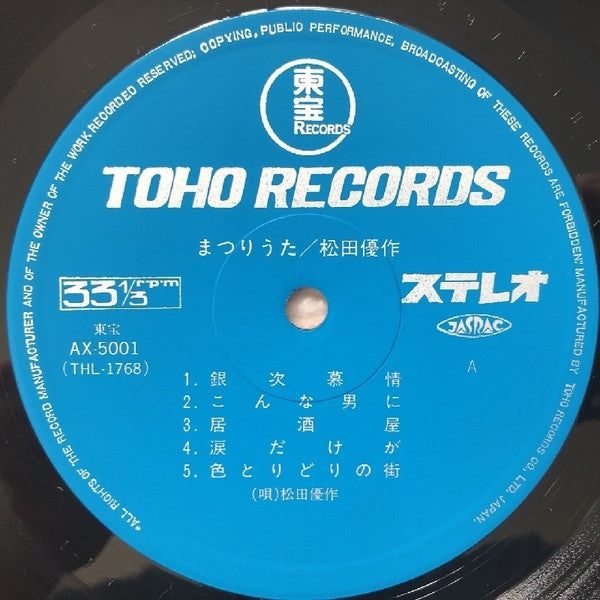 *ALL RIGHTS OF THE RECORD MANUFACTURER AND OF THE OWNER OF THE WORK RECORDED RESERVED; COPYING, PUBLIC PERFORMANCE, BROADCASTING OF THESE RECORDS ARE FORBIDDEN! MANUFACTURED BY TOHO RECORDS CO., LTD. JAPAN.
東
宝
RECORDS
TOHO RECORDS
まつりうた／松田優作
33 1/3 rpm
ステレオ
東宝
JASRAC
AX-5001
(THL-1768)
A
1. 銀次慕情
2. こんな男に
3. 居酒屋
4. 涙だけが
5. 色とりどりの街
(唄)松田優作